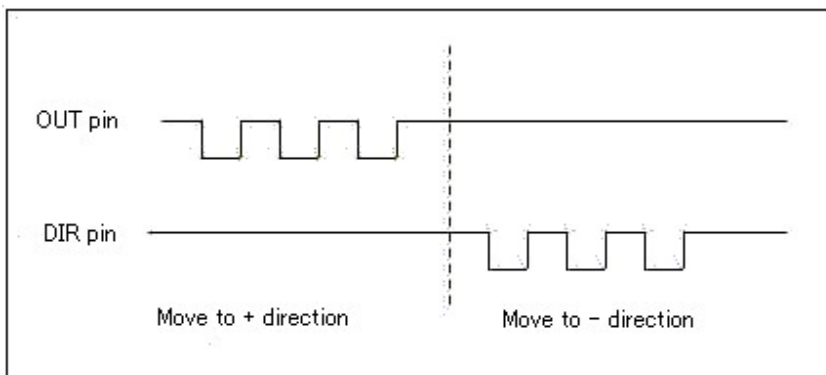 OUT pin
DIR pin
Move to + direction
Move to - direction